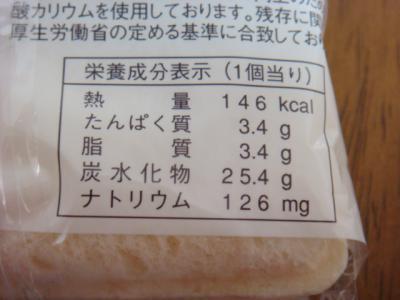 酸カリウムを使用しております。残存に
厚生労働省の定める基準に合致してお
栄養成分表示(1個当り)
熱 量 146 kcal
たんぱく質 3.4 g
脂 質 3.4 g
炭水化物 25.4 g
ナトリウム 126 mg